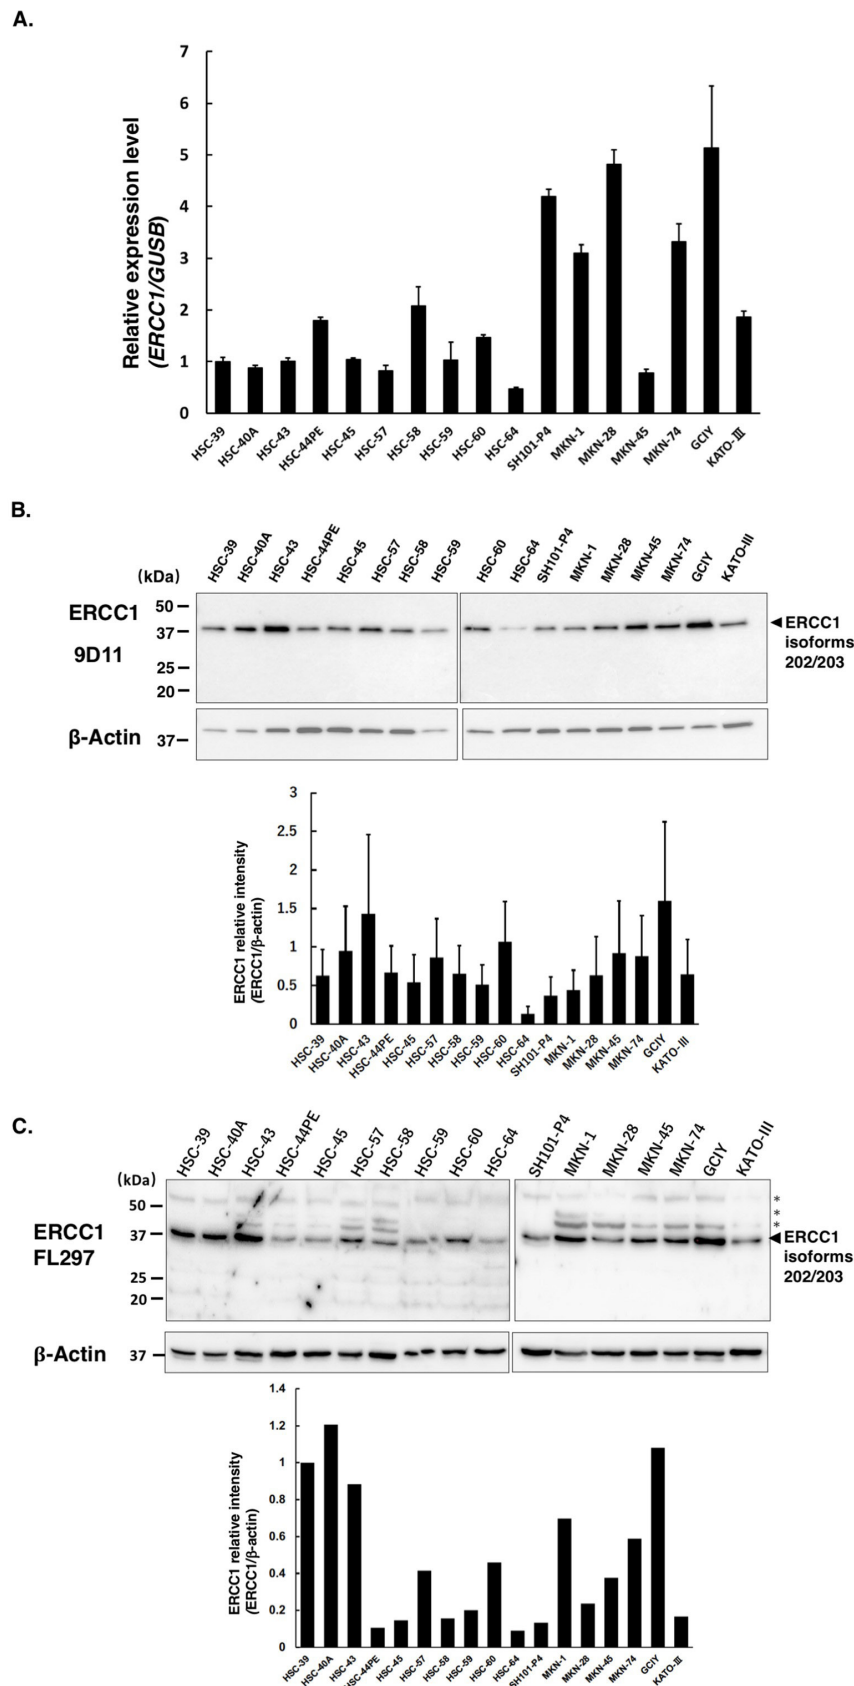 A.
Relative expression level
(ERCC1/GUSB)
7
6
5
4
3
2
1
0
HSC-39
HSC-40A
HSC-43
HSC-44PE
HSC-45
HSC-57
HSC-58
HSC-59
HSC-60
HSC-64
SH101-P4
MKN-1
MKN-28
MKN-45
MKN-74
GCIY
KATO-III
B.
HSC-39
HSC-40A
HSC-43
HSC-44PE
HSC-45
HSC-57
HSC-58
HSC-59
HSC-60
HSC-64
SH101-P4
MKN-1
MKN-28
MKN-45
MKN-74
GCIY
KATO-III
(kDa)
ERCC1
9D11
50
37
25
20
ERCC1
isoforms
202/203
β-Actin
37
ERCC1 relative intensity
(ERCC1/β-actin)
3
2.5
2
1.5
1
0.5
0
HSC-39
HSC-40A
HSC-43
HSC-44PE
HSC-45
HSC-57
HSC-58
HSC-59
HSC-60
HSC-64
SH101-P4
MKN-1
MKN-28
MKN-45
MKN-74
GCIY
KATO-III
C.
HSC-39
HSC-40A
HSC-43
HSC-44PE
HSC-45
HSC-57
HSC-58
HSC-59
HSC-60
HSC-64
SH101-P4
MKN-1
MKN-28
MKN-45
MKN-74
GCIY
KATO-III
(kDa)
ERCC1
FL297
50
37
25
20
*
*
*
ERCC1
isoforms
202/203
β-Actin
37
ERCC1 relative intensity
(ERCC1/β-actin)
1.4
1.2
1
0.8
0.6
0.4
0.2
0
HSC-39
HSC-40A
HSC-43
HSC-44PE
HSC-45
HSC-57
HSC-58
HSC-59
HSC-60
HSC-64
SH101-P4
MKN-1
MKN-28
MKN-45
MKN-74
GCIY
KATO-III